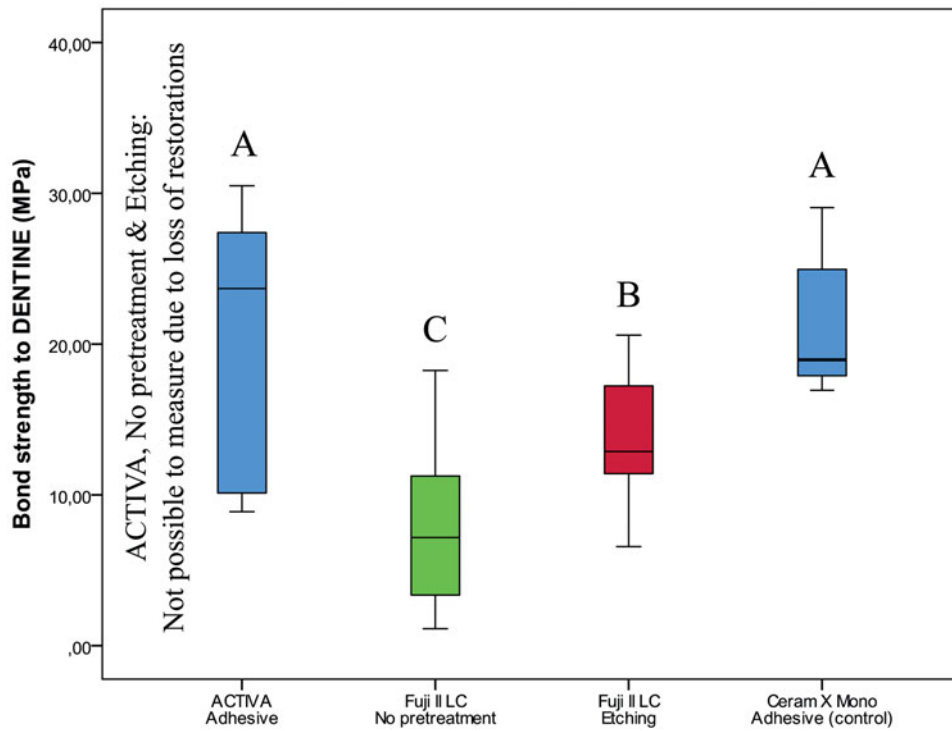 40,00
30,00
20,00
10,00
,00
Bond strength to DENTINE (MPa)
ACTIVA, No pretreatment & Etching:
Not possible to measure due to loss of restorations
A
C
B
A
ACTIVA
Adhesive
Fuji II LC
No pretreatment
Fuji II LC
Etching
Ceram X Mono
Adhesive (control)